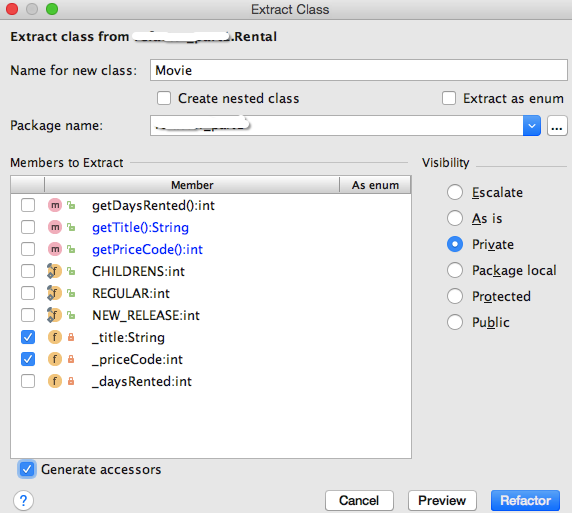 Extract Class
Extract class from .Rental
Name for new class: Movie
Create nested class Extract as enum
Package name: ...
Members to Extract Visibility
Member As enum
m getDaysRented():int
m getTitle():String
m getPriceCode():int
f CHILDRENS:int
f REGULAR:int
f NEW_RELEASE:int
f _title:String
f _priceCode:int
f _daysRented:int
Escalate
As is
Private
Package local
Protected
Public
Generate accessors
? Cancel Preview Refactor